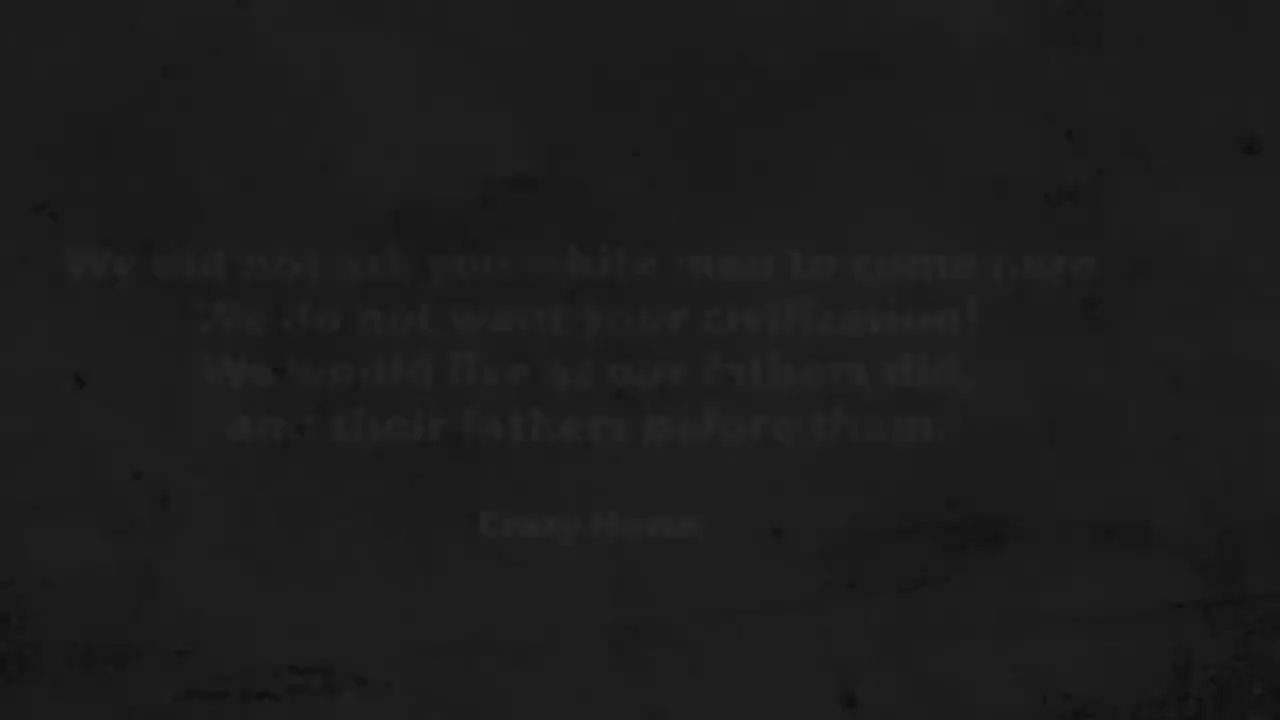 We did not ask you white men to come here
We do not want your civilization!
We would live as our fathers did,
and their fathers before them.
Crazy Horse